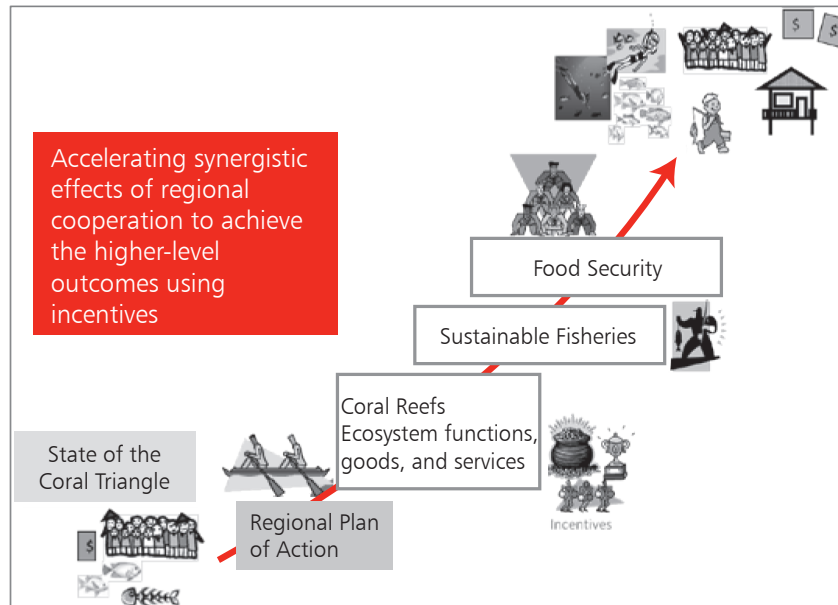 $
$
Accelerating synergistic
effects of regional
cooperation to achieve
the higher-level
outcomes using
incentives
Food Security
Sustainable Fisheries
Coral Reefs
Ecosystem functions,
goods, and services
State of the
Coral Triangle
Incentives
Regional Plan
of Action
$